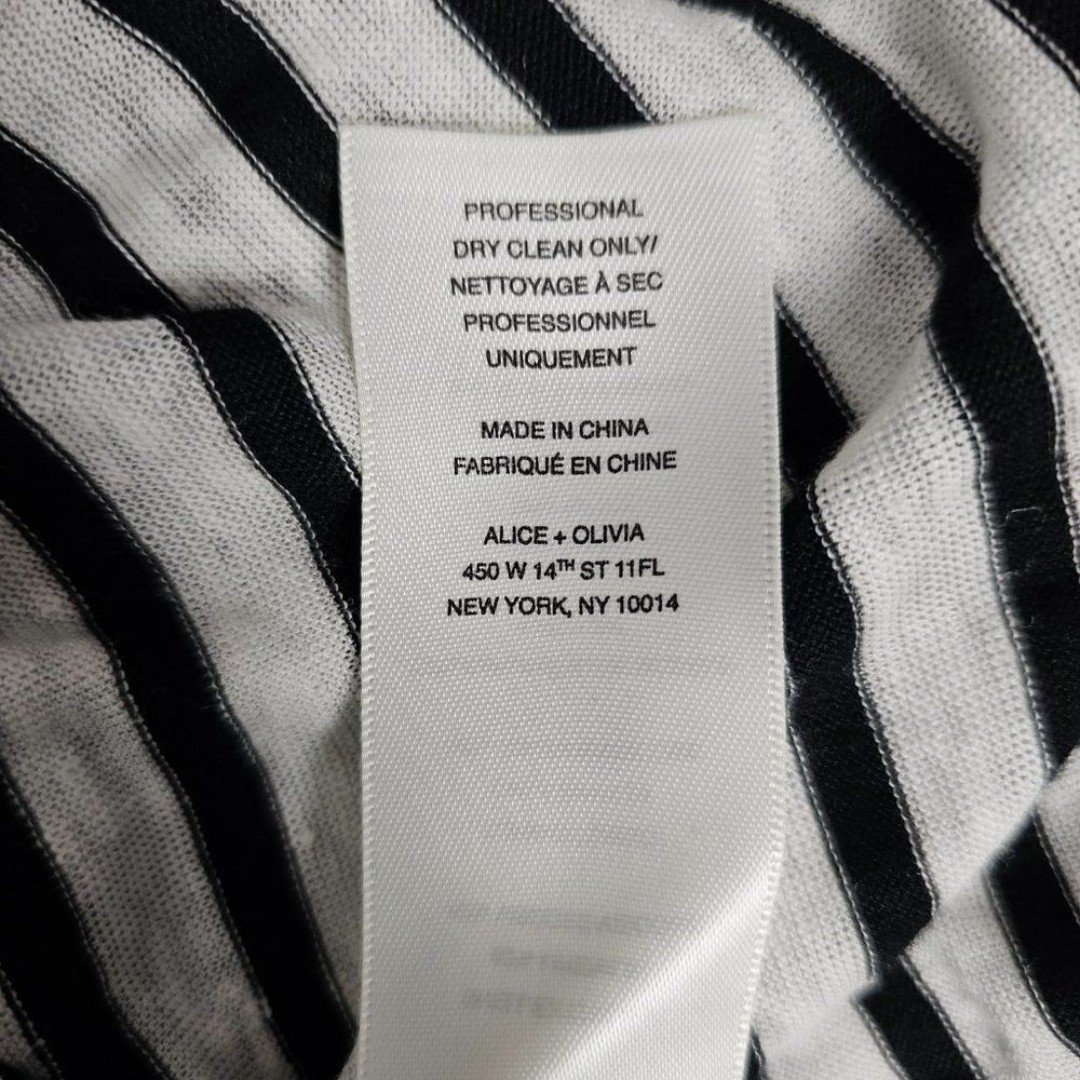 PROFESSIONAL
DRY CLEAN ONLY/
NETTOYAGE À SEC
PROFESSIONNEL
UNIQUEMENT
MADE IN CHINA
FABRIQUÉ EN CHINE
ALICE + OLIVIA
450 W 14TH ST 11FL
NEW YORK, NY 10014